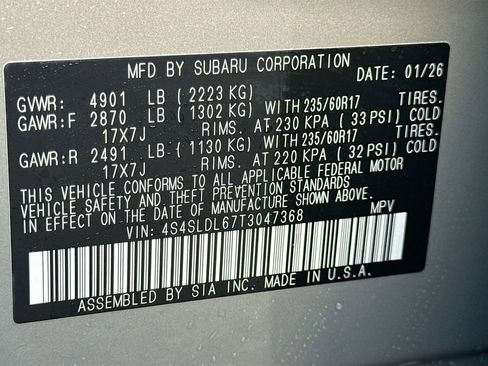 MFD BY SUBARU CORPORATION DATE: 01/26
GVWR: 4901 LB ( 2223 KG)
GAWR:F 2870 LB ( 1302 KG) WITH 235/60R17 TIRES.
17X7J RIMS. AT 230 KPA ( 33 PSI) COLD
GAWR:R 2491 LB ( 1130 KG) WITH 235/60R17 TIRES.
17X7J RIMS. AT 220 KPA ( 32 PSI) COLD
THIS VEHICLE CONFORMS TO ALL APPLICABLE FEDERAL MOTOR
VEHICLE SAFETY AND THEFT PREVENTION STANDARDS
IN EFFECT ON THE DATE OF MANUFACTURE SHOWN ABOVE.
VIN: 4S4SLDL67T3047368 MPV
ASSEMBLED BY SIA INC. MADE IN U.S.A.